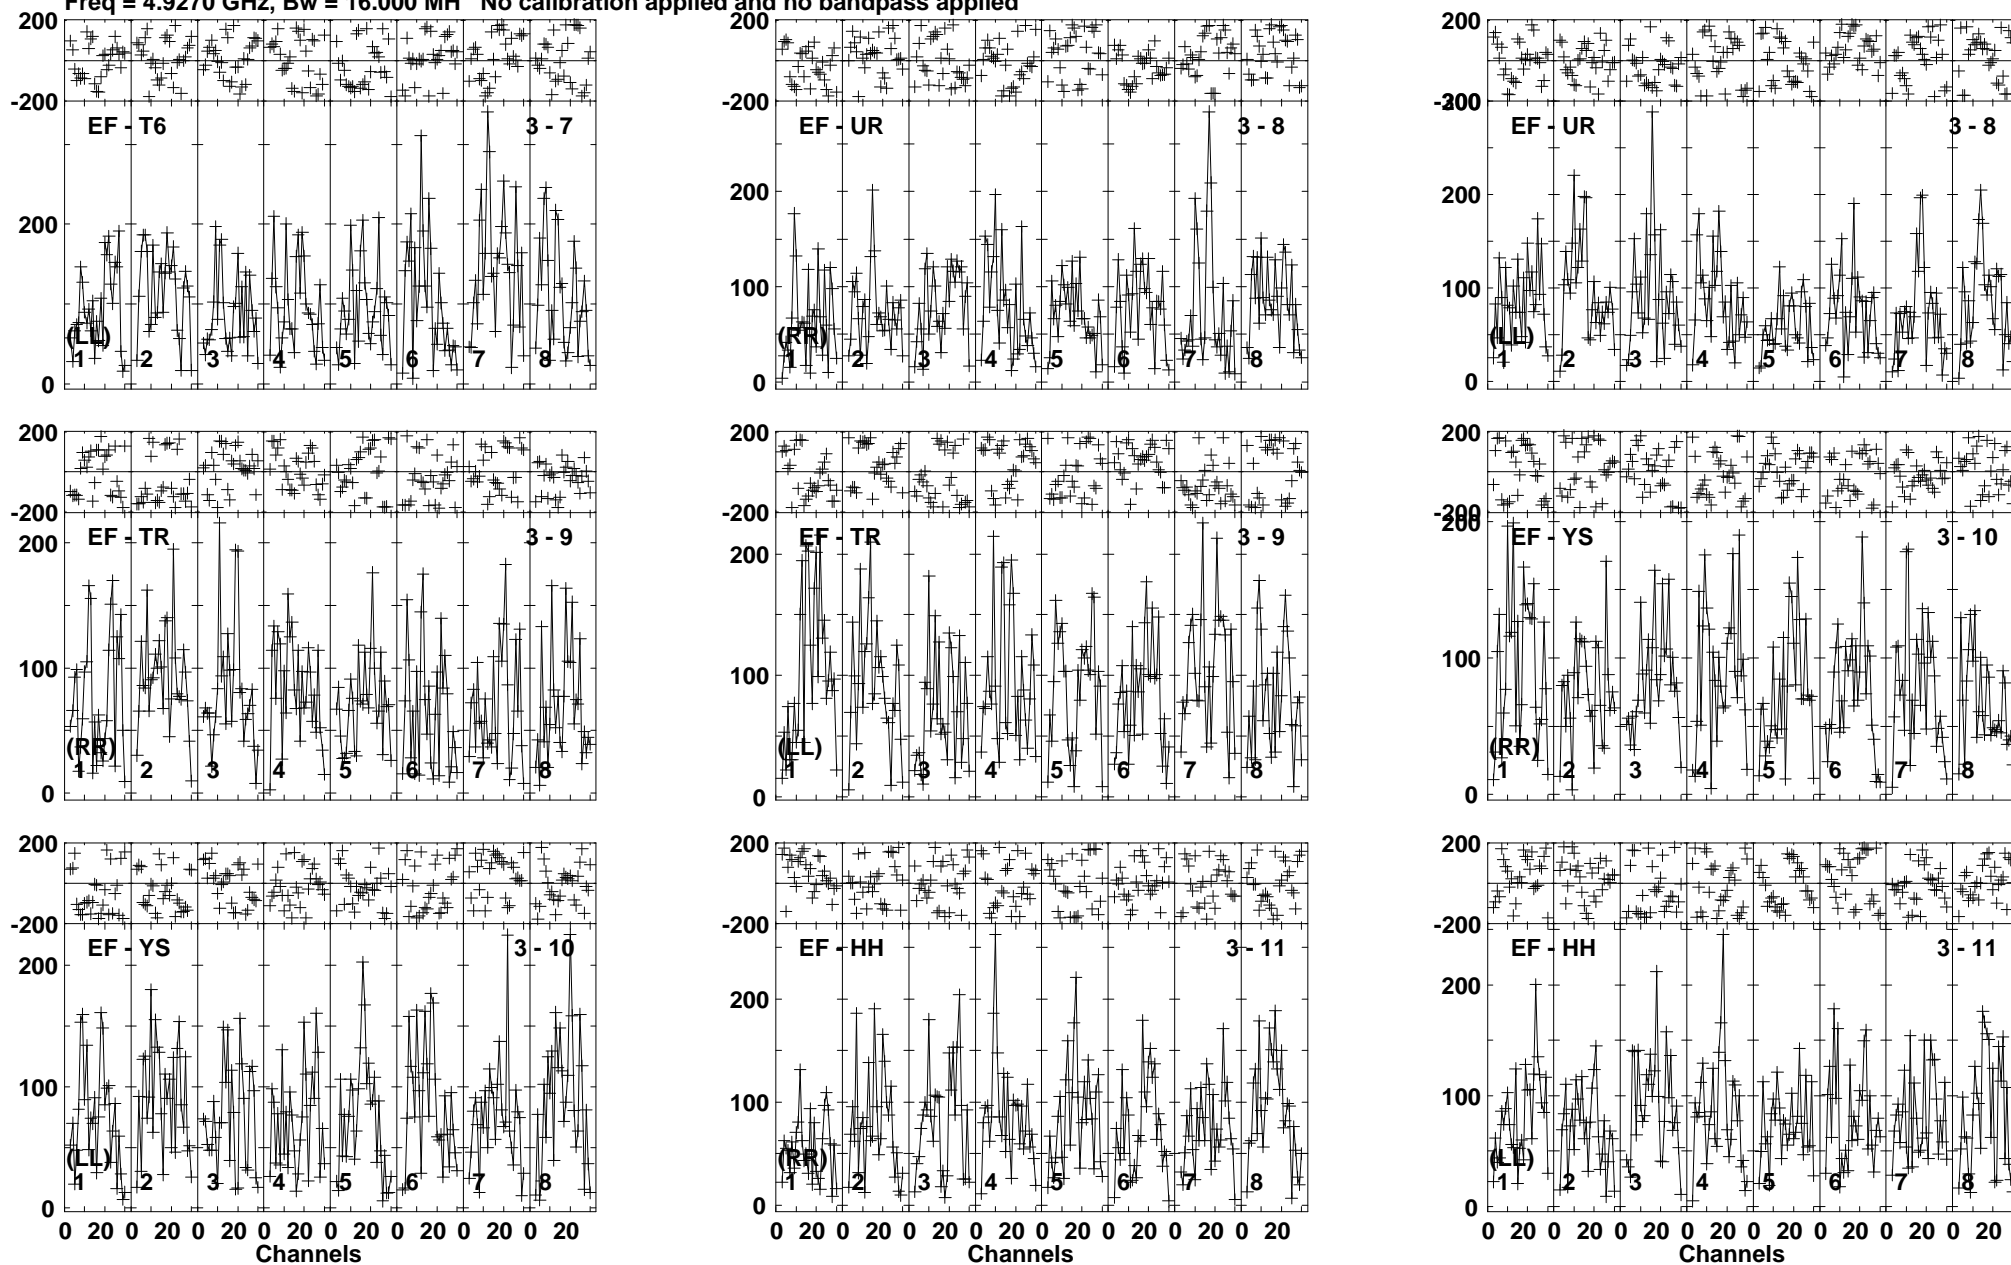 Freq = 4.9270 GHz, Bw = 16.000 MH No calibration applied and no bandpass applied
200 200 200
-200 -200 -200
300
EF - T6 3 - 7 EF - UR 3 - 8 EF - UR 3 - 8
200 200 200
100 100
(LL) (RR) (LL)
1 2 3 4 5 6 7 8 1 2 3 4 5 6 7 8 1 2 3 4 5 6 7 8
0 0 0
200 200 200
-200 -200 -200
200
EF - TR 3 - 9 EF - TR 3 - 9 EF - YS 3 - 10
200 200
100 100 100
(RR) (LL) (RR)
1 2 3 4 5 6 7 8 1 2 3 4 5 6 7 8 1 2 3 4 5 6 7 8
0 0 0
200 200 200
-200 -200 -200
EF - YS 3 - 10 EF - HH 3 - 11 EF - HH 3 - 11
200 200 200
100 100 100
(LL) (RR) (LL)
1 2 3 4 5 6 7 8 1 2 3 4 5 6 7 8 1 2 3 4 5 6 7 8
0 0 0
0 20 0 20 0 20 0 20 0 20 0 20 0 20 0 20 0 20 0 20 0 20 0 20 0 20 0 20 0 20 0 20 0 20 0 20 0 20 0 20 0 20 0 20 0 20 0 20
Channels Channels Channels